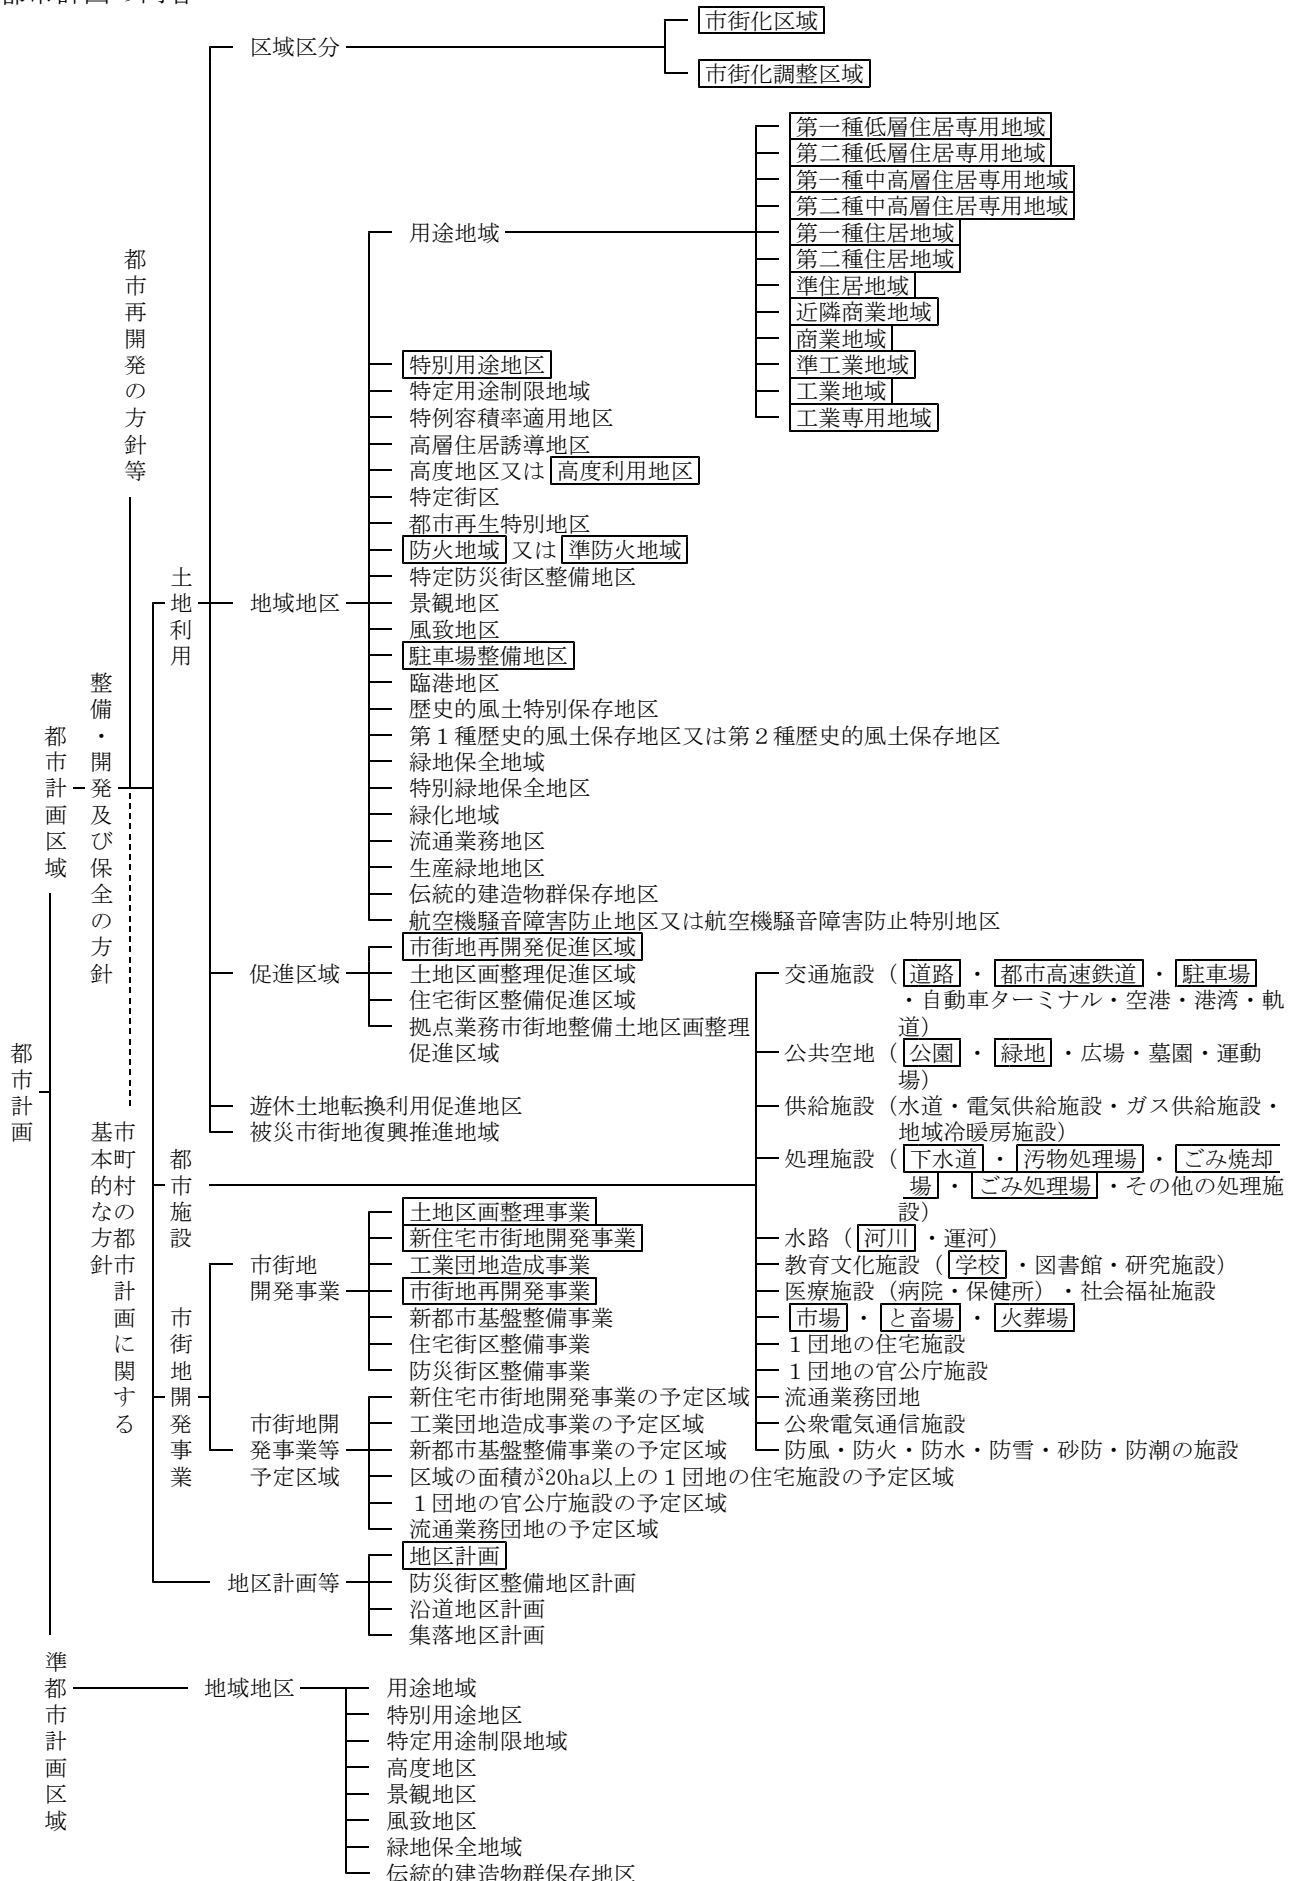 区域区分
市街化区域
市街化調整区域
用途地域
第一種低層住居専用地域
第二種低層住居専用地域
第一種中高層住居専用地域
第二種中高層住居専用地域
第一種住居地域
第二種住居地域
準住居地域
近隣商業地域
商業地域
準工業地域
工業地域
工業専用地域
都市再開発の方針等
特別用途地区
特定用途制限地域
特例容積率適用地区
高層住居誘導地区
高度地区又は 高度利用地区
特定街区
都市再生特別地区
防火地域 又は 準防火地域
特定防災街区整備地区
景観地区
風致地区
駐車場整備地区
臨港地区
歴史的風土特別保存地区
第1種歴史的風土保存地区又は第2種歴史的風土保存地区
緑地保全地域
特別緑地保全地区
緑化地域
流通業務地区
生産緑地地区
伝統的建造物群保存地区
航空機騒音障害防止地区又は航空機騒音障害防止特別地区
土地利用
地域地区
整備・開発及び保全の方針
都市計画区域
都市計画
促進区域
市街地再開発促進区域
土地区画整理促進区域
住宅街区整備促進区域
拠点業務市街地整備土地区画整理
促進区域
遊休土地転換利用促進地区
被災市街地復興推進地域
市町村の都市計画に関する
基本的な方針
都市施設
交通施設(道路・都市高速鉄道・駐車場
・自動車ターミナル・空港・港湾・軌
道)
公共空地(公園・緑地・広場・墓園・運動
場)
供給施設(水道・電気供給施設・ガス供給施設・
地域冷暖房施設)
処理施設(下水道・汚物処理場・ごみ焼却
場・ごみ処理場・その他の処理施
設)
水路(河川・運河)
教育文化施設(学校・図書館・研究施設)
医療施設(病院・保健所)・社会福祉施設
市場・と畜場・火葬場
1団地の住宅施設
1団地の官公庁施設
流通業務団地
公衆電気通信施設
防風・防火・防水・防雪・砂防・防潮の施設
市街地開発事業
市街地
開発事業
土地区画整理事業
新住宅市街地開発事業
工業団地造成事業
市街地再開発事業
新都市基盤整備事業
住宅街区整備事業
防災街区整備事業
市街地開
発事業等
予定区域
新住宅市街地開発事業の予定区域
工業団地造成事業の予定区域
新都市基盤整備事業の予定区域
区域の面積が20ha以上の1団地の住宅施設の予定区域
1団地の官公庁施設の予定区域
流通業務団地の予定区域
地区計画等
地区計画
防災街区整備地区計画
沿道地区計画
集落地区計画
準都市計画区域
地域地区
用途地域
特別用途地区
特定用途制限地域
高度地区
景観地区
風致地区
緑地保全地域
伝統的建造物群保存地区